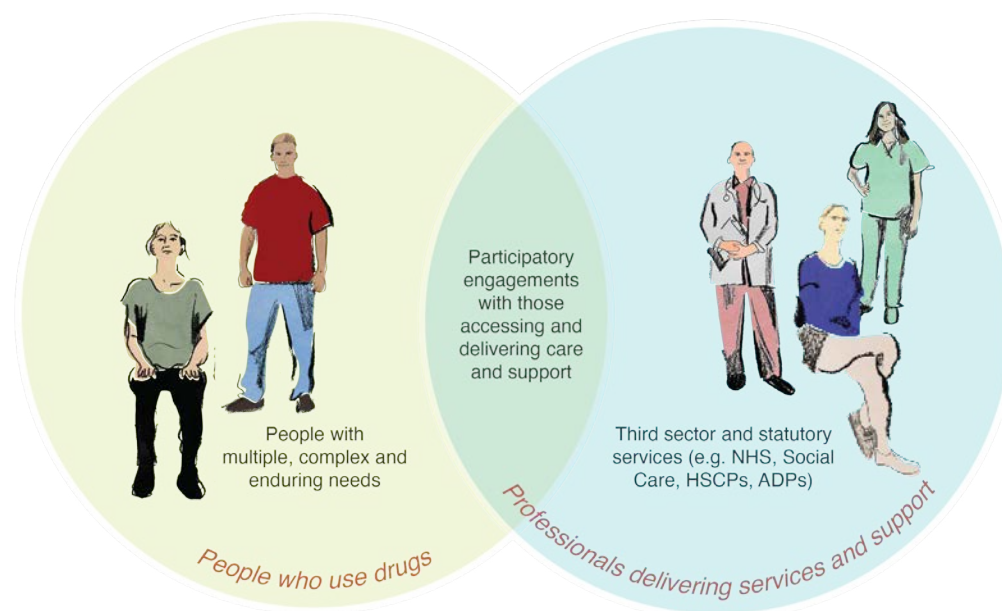 People with
multiple, complex and
enduring needs
People who use drugs
Participatory
engagements
with those
accessing and
delivering care
and support
Third sector and statutory
services (e.g. NHS, Social
Care, HSCPs, ADPs)
Professionals delivering services and support